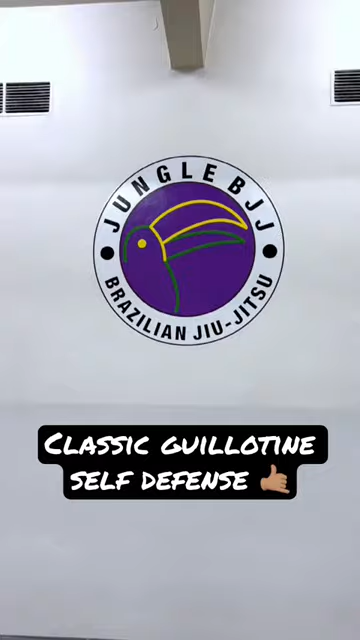 JUNGLE BJJ
BRAZILIAN JIU-JITSU
CLASSIC GUILLOTINE
SELF DEFENSE 🤙🏽